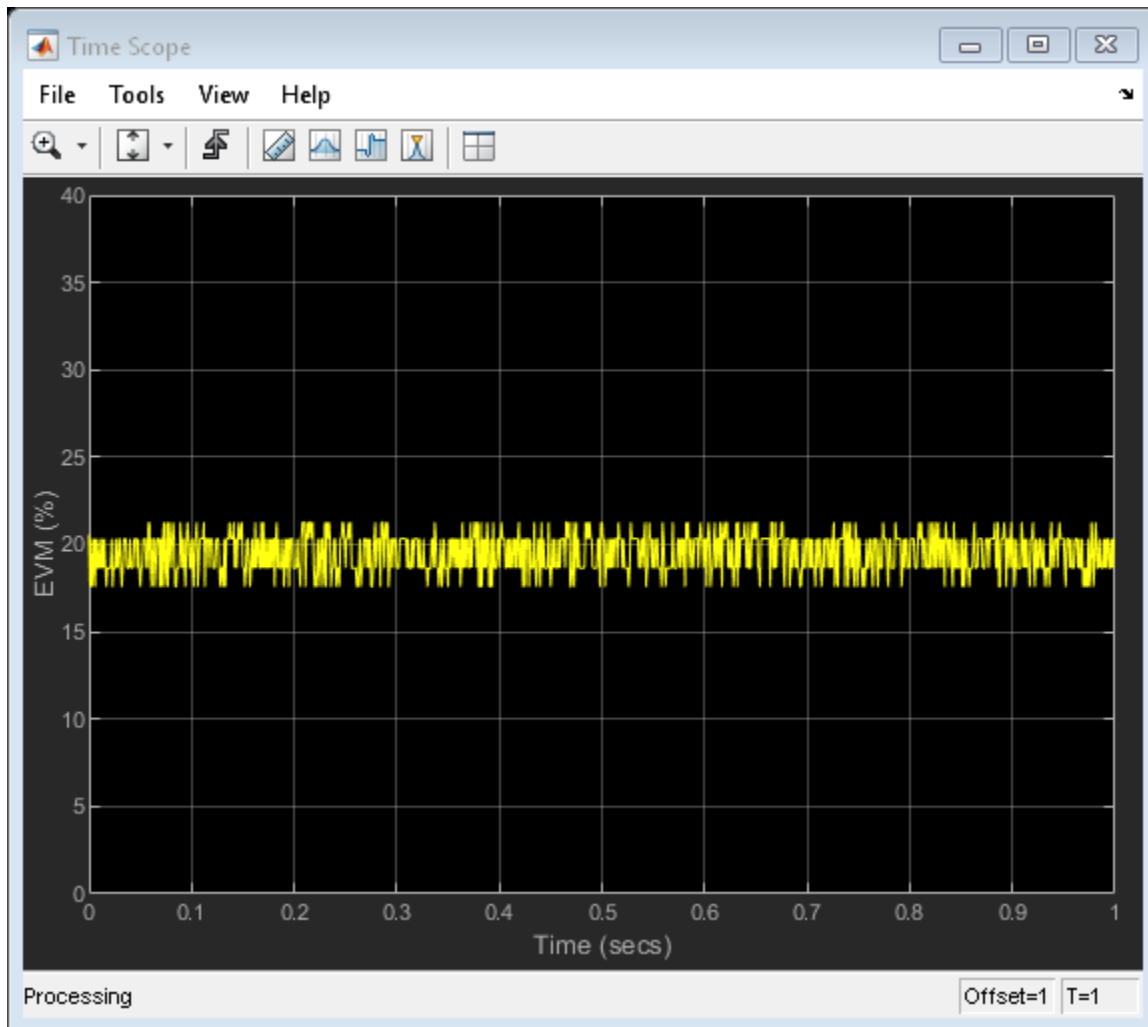 Time Scope
File Tools View Help
40
35
30
25
20
15
10
5
0
EVM (%)
0 0.1 0.2 0.3 0.4 0.5 0.6 0.7 0.8 0.9 1
Time (secs)
Processing Offset=1 T=1